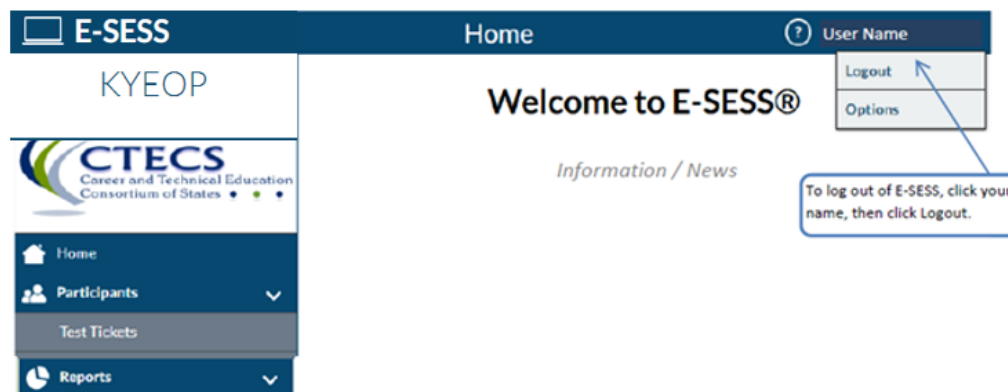 E-SESS
Home
? User Name
KYEOP
Logout
Options
Welcome to E-SESS®
CTECS
Career and Technical Education
Consortium of States
Information / News
To log out of E-SESS, click your
name, then click Logout.
Home
Participants
Test Tickets
Reports